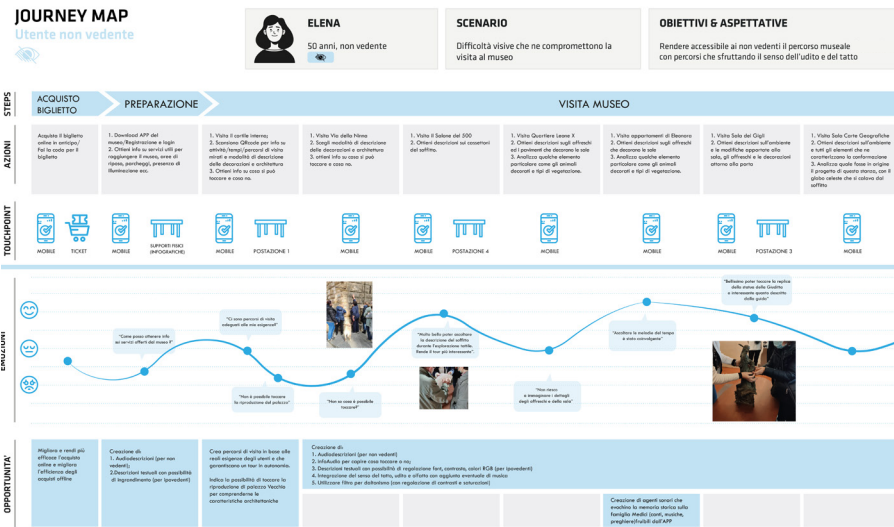 JOURNEY MAP
Utente non vedente
ELENA
50 anni, non vedente
SCENARIO
Difficoltà visive che ne compromettono la
visita al museo
OBIETTIVI & ASPETTATIVE
Rendere accessibile ai non vedenti il percorso museale
con percorsi che sfruttando il senso dell'udito e del tatto
STEPS
ACQUISTO
BIGLIETTO
PREPARAZIONE
VISITA MUSEO
AZIONI
Acquista il biglietto
online in anticipo/
Fai la coda per il
biglietto
1. Download APP del
museo/Registrazione e login
2. Ottieni info su servizi utili per
raggiungere il museo, aree di
riposo, parcheggi, presenza di
illuminazione ecc.
1. Visita il cortile interno;
2. Scansiona QRcode per info su
attività/tempi/percorsi di visita
mirati e modalità di descrizione
delle decorazioni e architettura
3. Ottieni info su cosa si può
toccare e cosa no.
1. Visita Via della Ninna
2. Scegli modalità di descrizione
delle decorazioni e architettura
3. ottieni info su cosa si può
toccare e cosa no.
1. Visita Il Salone dei 500
2. Ottieni descrizioni sui cassettoni
del soffitto.
1. Visita Quartiere Leone X
2. Ottieni descrizioni sugli affreschi
ed i pavimenti che decorano le sale
3. Analizza qualche elemento
particolare come gli animali
decorati e tipi di vegetazione.
1. Visita appartamenti di Eleonora
2. Ottieni descrizioni sugli affreschi
che decorano le sale
3. Analizza qualche elemento
particolare come gli animali
decorati e tipi di vegetazione.
1. Visita Sala dei Gigli
2. Ottieni descrizioni sull'ambiente
e le modifiche apportate alla
sala, gli affreschi e le decorazioni
attorno alla porta
1. Visita Sala Carte Geografiche
2. Ottieni descrizioni sull'ambiente
e tutti gli elementi che ne
caratterizzano la conformazione
3. Analizza quale fosse in origine
il progetto di questa stanza, con il
globo celeste che si calava dal
soffitto
TOUCHPOINT
MOBILE
TICKET
MOBILE
SUPPORTI FISICI
(INFOGRAFICHE)
MOBILE
POSTAZIONE 1
MOBILE
MOBILE
POSTAZIONE 4
MOBILE
MOBILE
MOBILE
POSTAZIONE 3
MOBILE
EMOZIONI
"Come posso ottenere info
sui servizi offerti dal museo ?"
"Ci sono percorsi di visita
adeguati alle mie esigenze?"
"Non è possibile toccare
la riproduzione del palazzo"
"Non so cosa è possibile
toccare?"
"Molto bello poter ascoltare
la descrizione del soffitto
durante l'esplorazione tattile.
Rende il tour più interessante".
"Non riesco
a immaginare i dettagli
degli affreschi e della sala"
"Ascoltare le melodie del tempo
è stato coinvolgente"
"Bellissimo poter toccare la replica
della statua della Giuditta
e interessante quanto descritto
dalla guida"
OPPORTUNITA'
Migliora e rendi più
efficace l'acquisto
online e migliora
l'efficienza degli
acquisti offline
Creazione di:
1. Audiodescrizioni (per non
vedenti);
2.Descrizioni testuali con possibilità
di ingrandimento (per ipovedenti)
Crea percorsi di visita in base alle
reali esigenze degli utenti e che
garantiscano un tour in autonomia.
Indica la possibilità di toccare la
riproduzione di palazzo Vecchio
per comprenderne le
caratteristiche architettoniche
Creazione di:
1. Audiodescrizioni (per non vedenti)
2. InfoAudio per capire cosa toccare o no;
3. Descrizioni testuali con possibilità di regolazione font, contrasto, colori RGB (per ipovedenti)
4. Integrazione del senso del tatto, udito e olfatto con aggiunta eventuale di musica
5. Utilizzare filtro per daltonismo (con regolazione di contrasti e saturazioni)
Creazione di agenti sonori che
evochino la memoria storica sulla
Famiglia Medici (canti, musiche,
preghiere)fruibili dall'APP